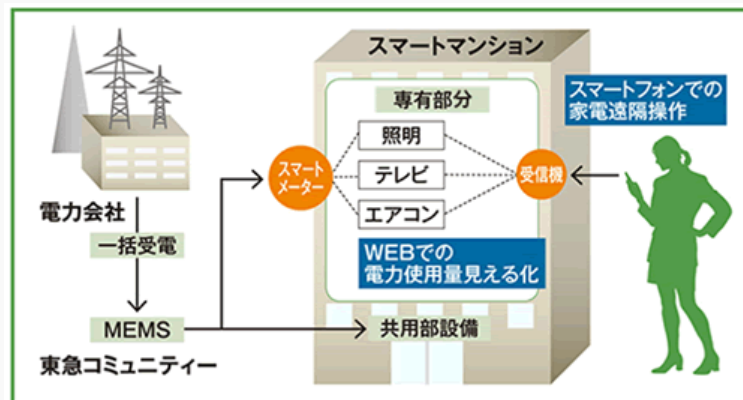 スマートマンション
専有部分
照明
テレビ
エアコン
スマート
メーター
受信機
スマートフォンでの
家電遠隔操作
WEBでの
電力使用量見える化
電力会社
一括受電
MEMS
東急コミュニティー
共用部設備